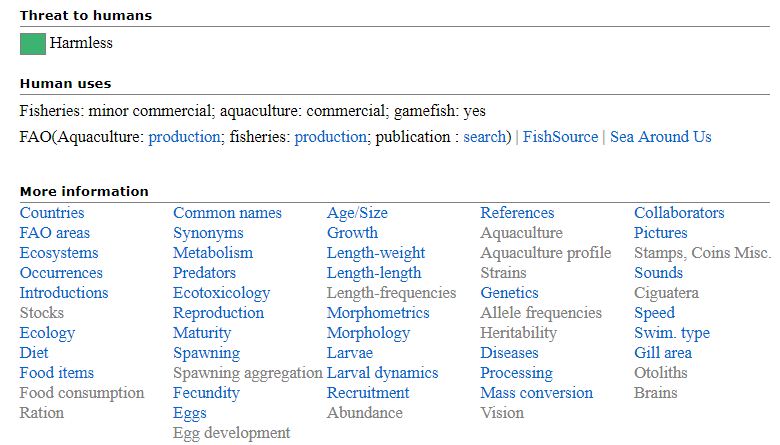 Threat to humans
Harmless
Human uses
Fisheries: minor commercial; aquaculture: commercial; gamefish: yes
FAO(Aquaculture: production; fisheries: production; publication : search) | FishSource | Sea Around Us
More information
Countries Common names Age/Size References Collaborators
FAO areas Synonyms Growth Aquaculture Pictures
Ecosystems Metabolism Length-weight Aquaculture profile Stamps, Coins Misc.
Occurrences Predators Length-length Strains Sounds
Introductions Ecotoxicology Length-frequencies Genetics Ciguatera
Stocks Reproduction Morphometrics Allele frequencies Speed
Ecology Maturity Morphology Heritability Swim. type
Diet Spawning Larvae Diseases Gill area
Food items Spawning aggregation Larval dynamics Processing Otoliths
Food consumption Fecundity Recruitment Mass conversion Brains
Ration Eggs Abundance Vision
Egg development